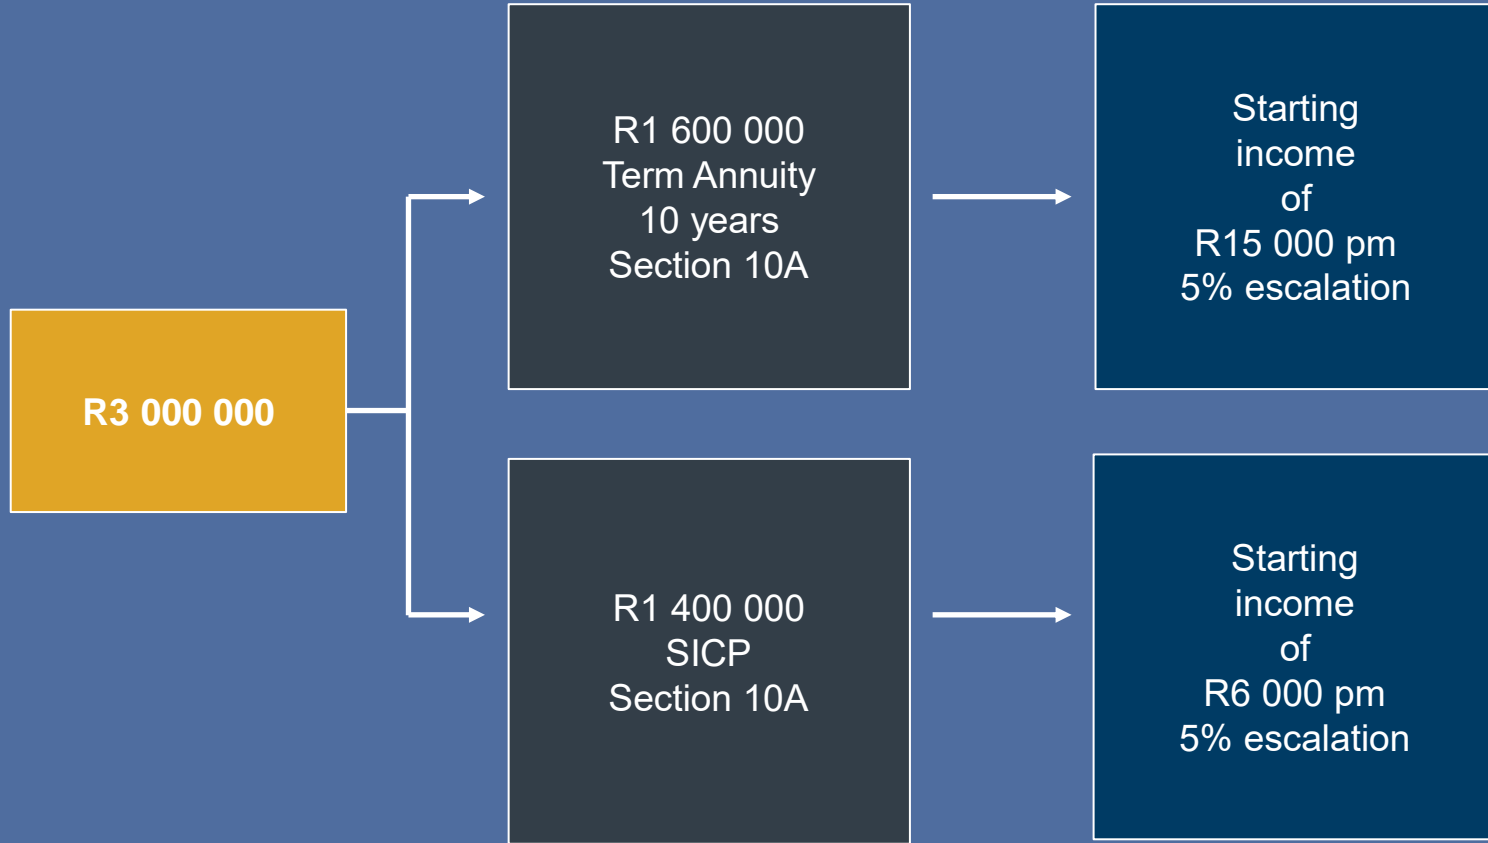 R3 000 000
R1 600 000
Term Annuity
10 years
Section 10A
Starting
income
of
R15 000 pm
5% escalation
R1 400 000
SICP
Section 10A
Starting
income
of
R6 000 pm
5% escalation